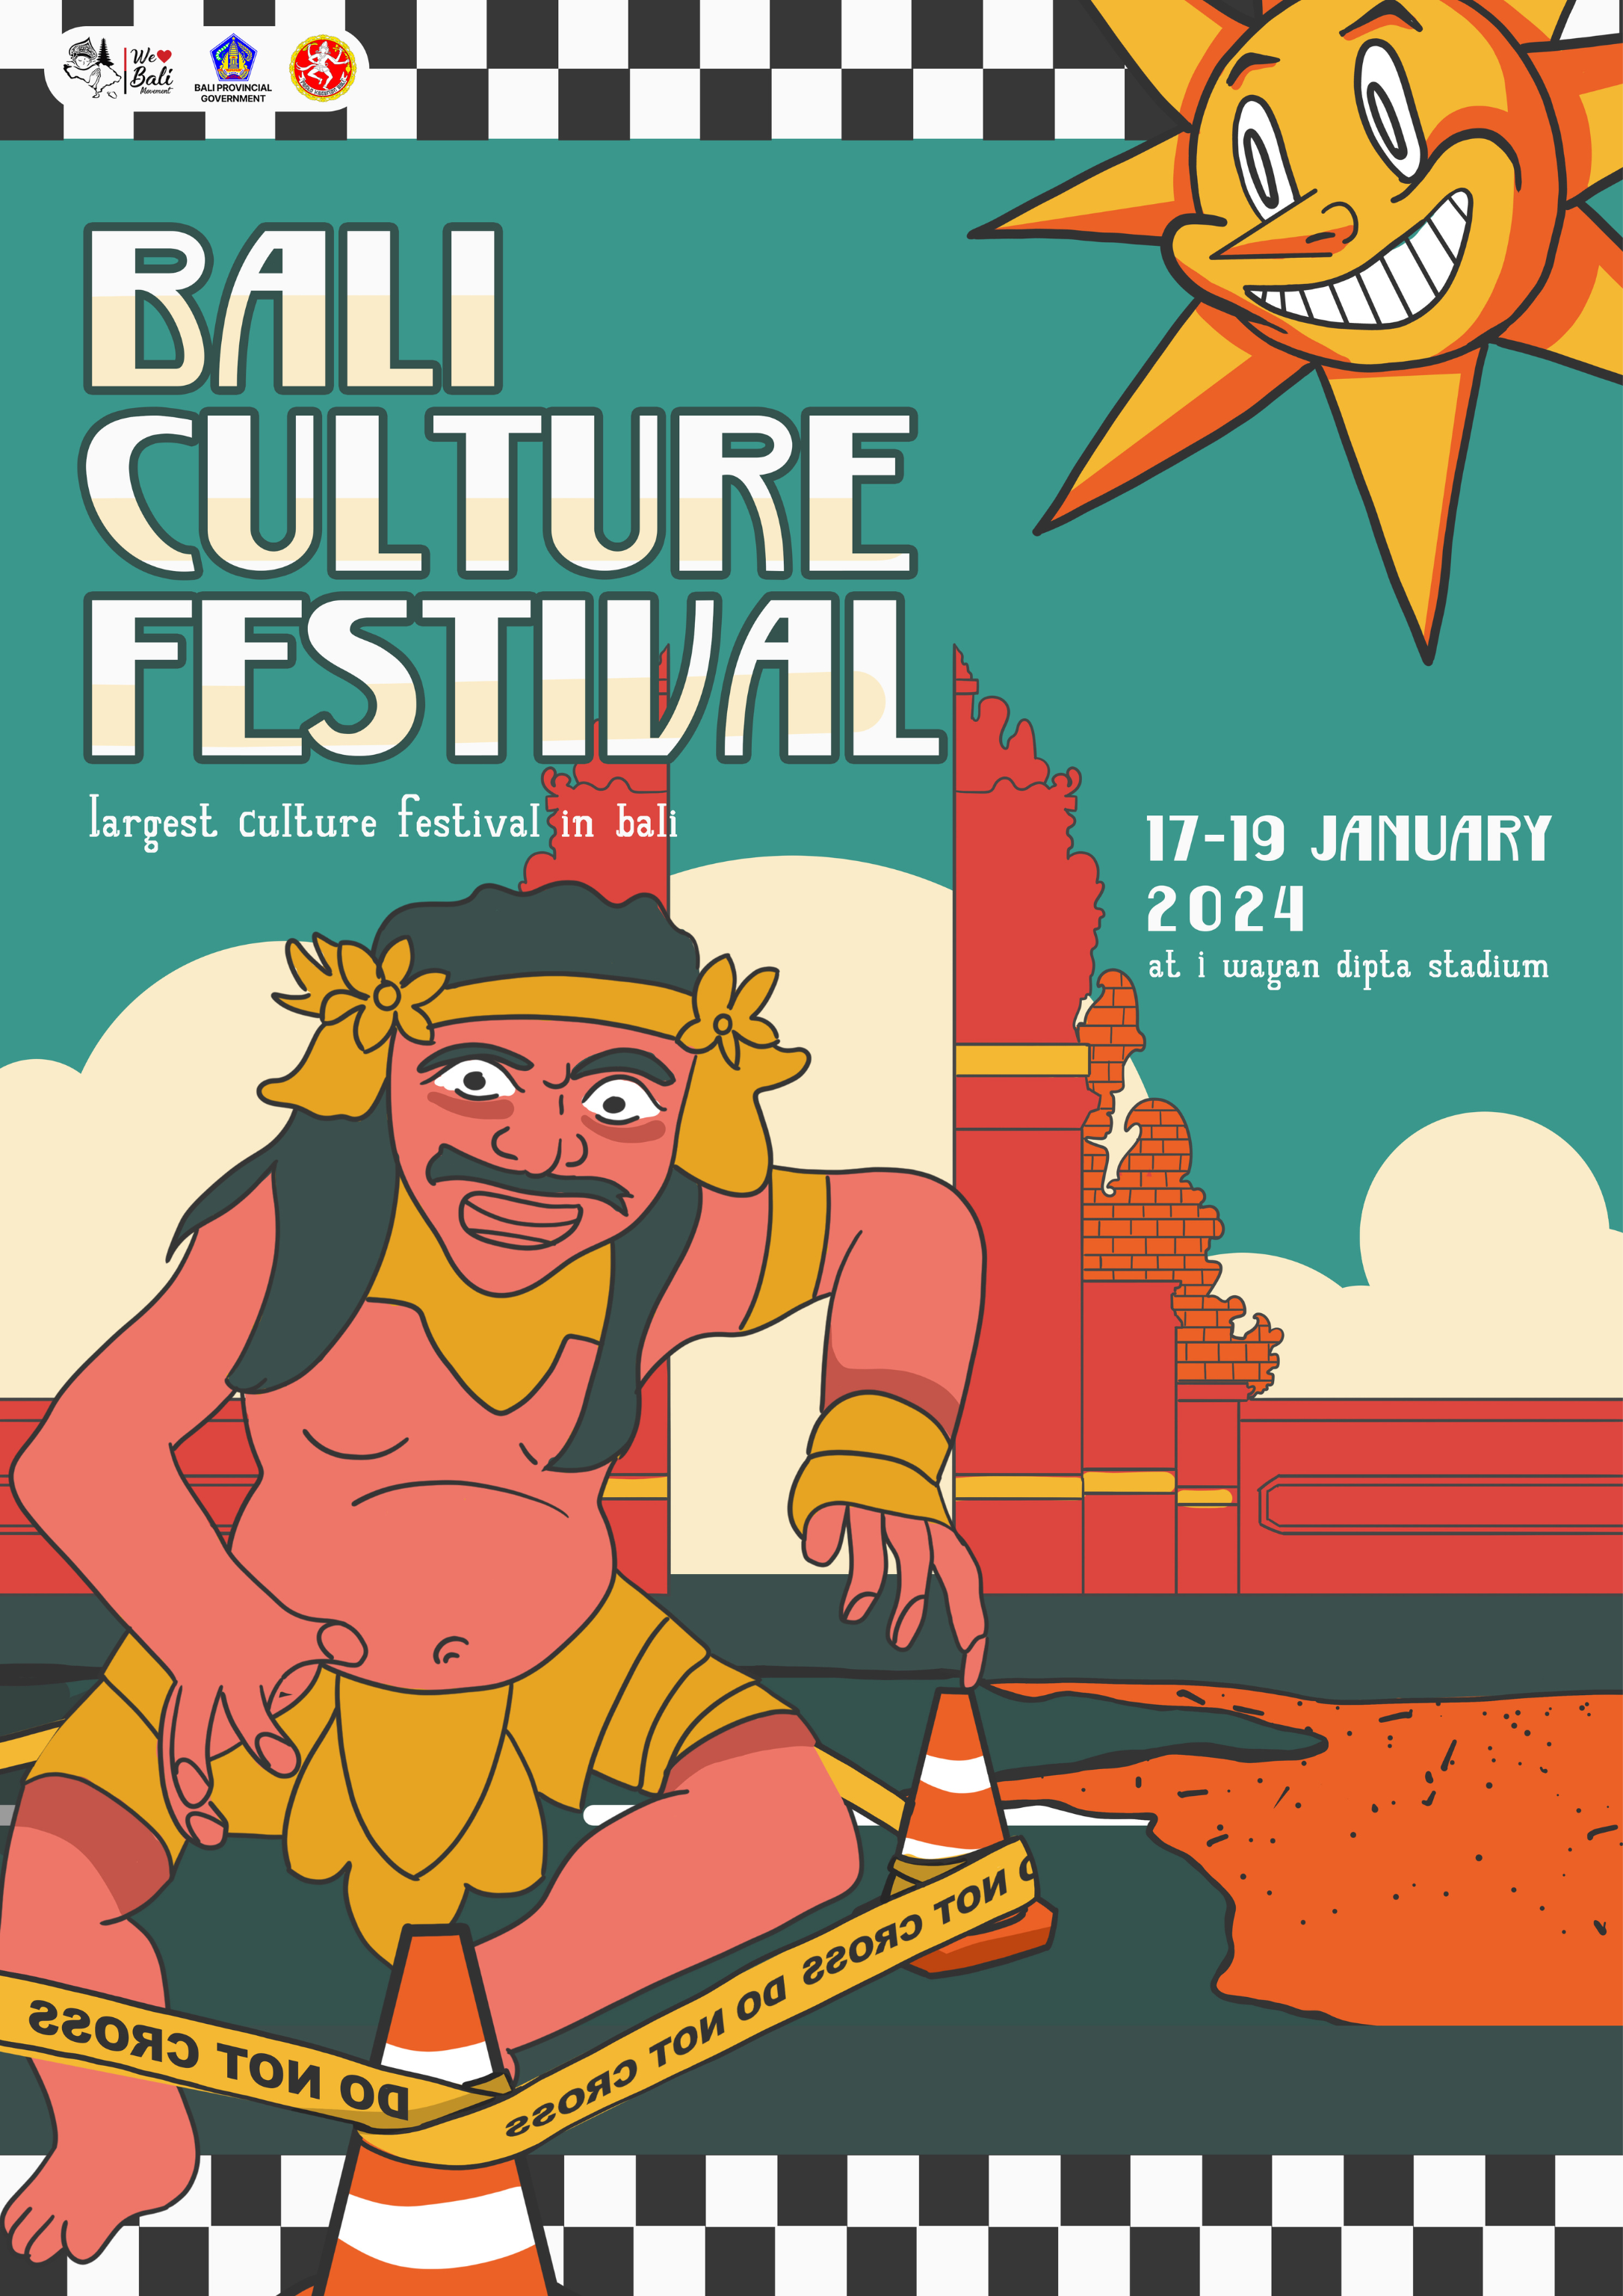 We
Bali
Movement
BALI PROVINCIAL
GOVERNMENT
BALI
CULTURE
FESTIVAL
largest culture festival in bali
17-19 JANUARY
2024
at i wayan dipta stadium
DO NOT CROSS
CROSS DO NOT CROSS DO NOT D